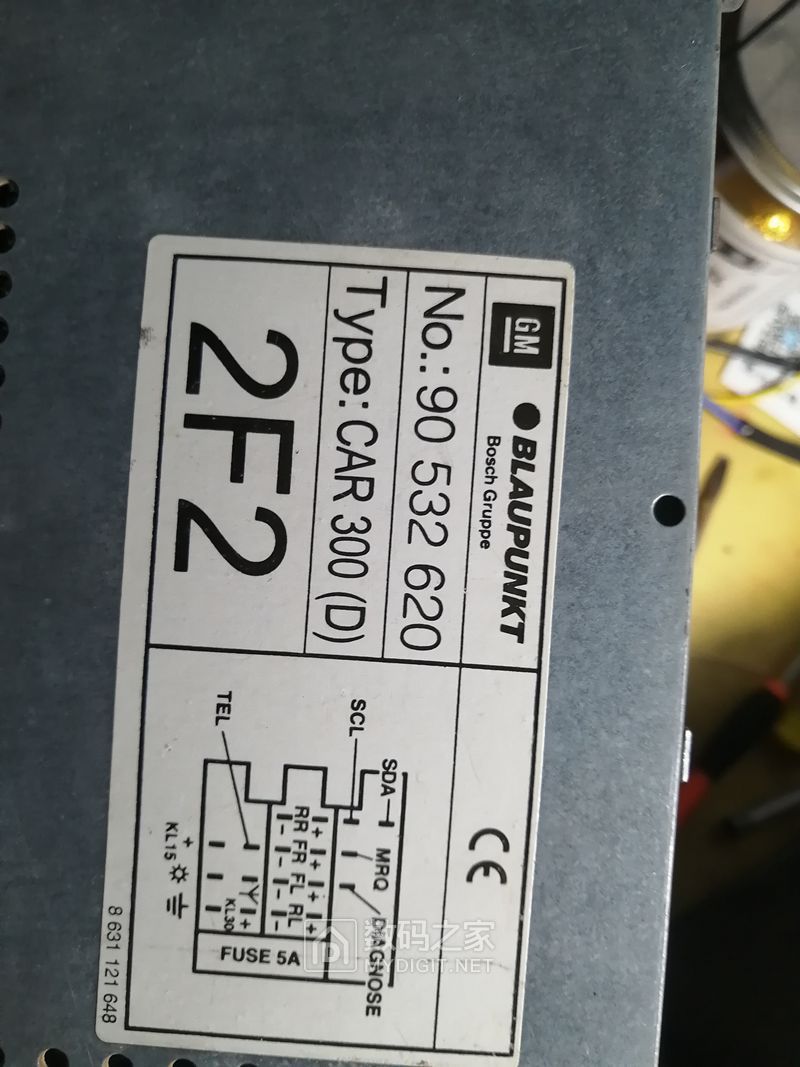 GM
BLAUPUNKT
Bosch Gruppe
No.: 90 532 620
Type: CAR 300 (D)
2F2
CE
SDA
MRQ
DIAGNOSE
SCL
+ + + +
RR FR FL RL
- - - -
TEL
+
KL30
+
KL15
FUSE 5A
8 631 121 648
数码之家
MYDIGIT.NET